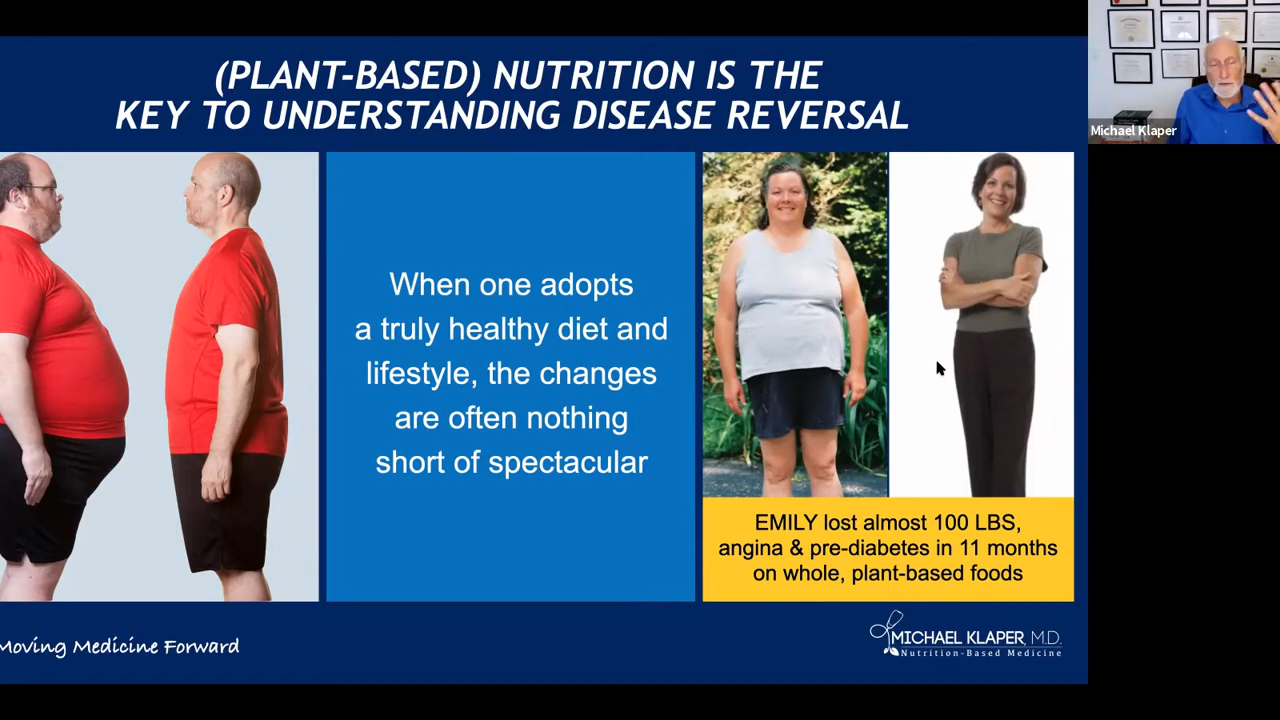 (PLANT-BASED) NUTRITION IS THE
KEY TO UNDERSTANDING DISEASE REVERSAL
Michael Klaper
When one adopts
a truly healthy diet and
lifestyle, the changes
are often nothing
short of spectacular
EMILY lost almost 100 LBS,
angina & pre-diabetes in 11 months
on whole, plant-based foods
Moving Medicine Forward
MICHAEL KLAPER, M.D.
Nutrition-Based Medicine